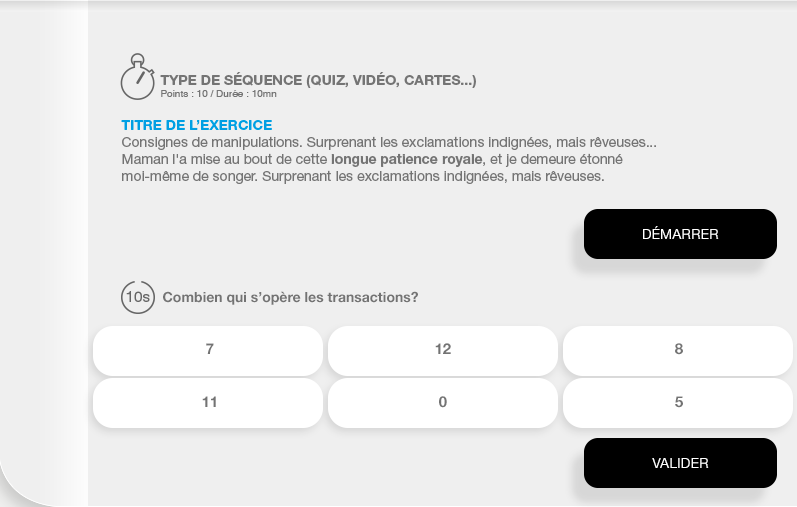 TYPE DE SÉQUENCE (QUIZ, VIDÉO, CARTES...)
Points : 10 / Durée : 10mn
TITRE DE L’EXERCICE
Consignes de manipulations. Surprenant les exclamations indignées, mais rêveuses...
Maman l'a mise au bout de cette longue patience royale, et je demeure étonné
moi-même de songer. Surprenant les exclamations indignées, mais rêveuses.
DÉMARRER
10s Combien qui s’opère les transactions?
7 12 8
11 0 5
VALIDER